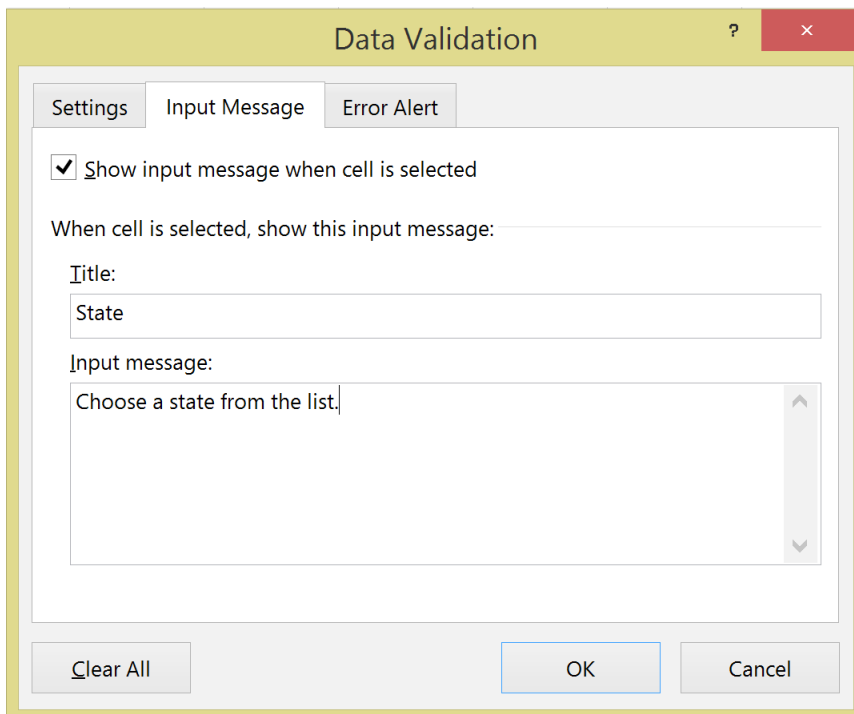 Data Validation
?
Settings
Input Message
Error Alert
Show input message when cell is selected
When cell is selected, show this input message:
Title:
State
Input message:
Choose a state from the list.
Clear All
OK
Cancel